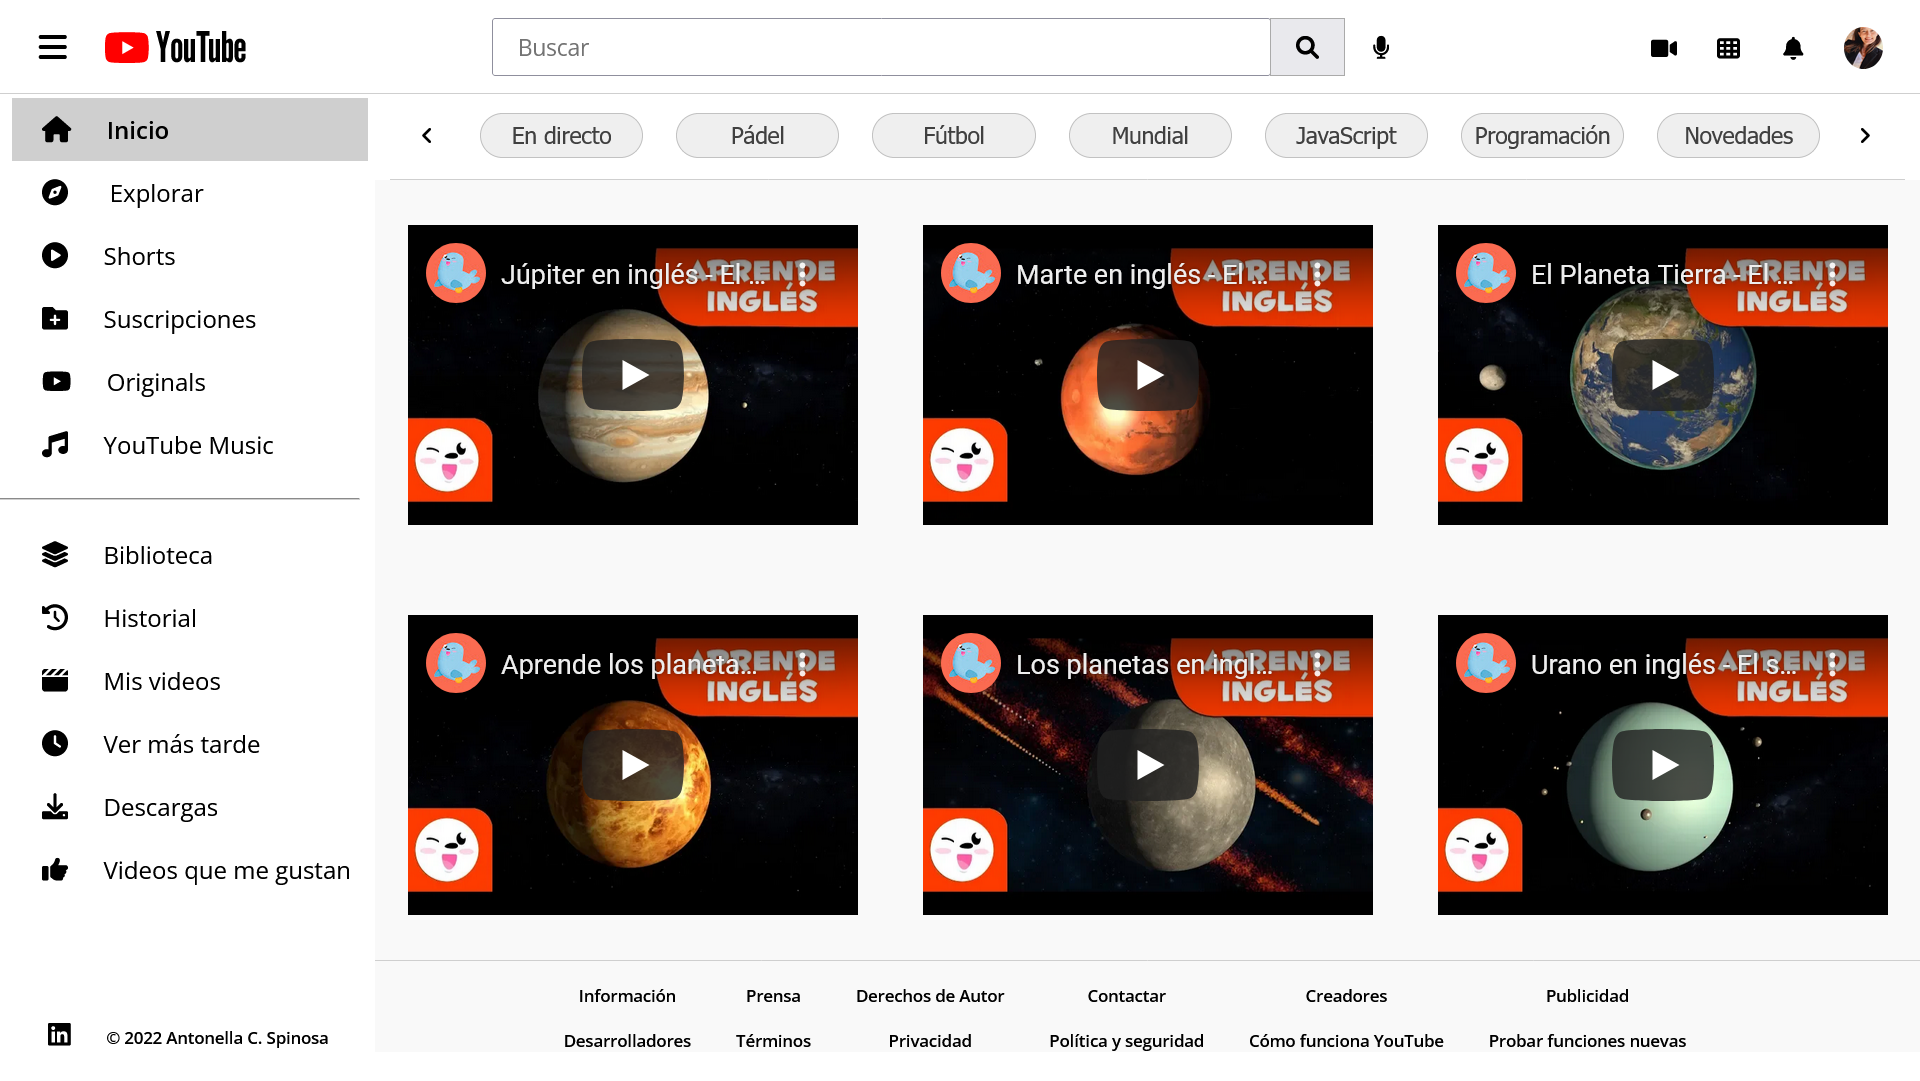 YouTube
Buscar
Inicio
Explorar
Shorts
Suscripciones
Originals
YouTube Music
Biblioteca
Historial
Mis videos
Ver más tarde
Descargas
Videos que me gustan
© 2022 Antonella C. Spinosa
En directo
Pádel
Fútbol
Mundial
JavaScript
Programación
Novedades
Júpiter en inglés - El ...
APRENDE
INGLÉS
Marte en inglés - El ...
APRENDE
INGLÉS
El Planeta Tierra - El ...
APRENDE
INGLÉS
Aprende los planeta...
APRENDE
INGLÉS
Los planetas en ingl...
APRENDE
INGLÉS
Urano en inglés - El s...
APRENDE
INGLÉS
Información Prensa Derechos de Autor Contactar Creadores Publicidad
Desarrolladores Términos Privacidad Política y seguridad Cómo funciona YouTube Probar funciones nuevas